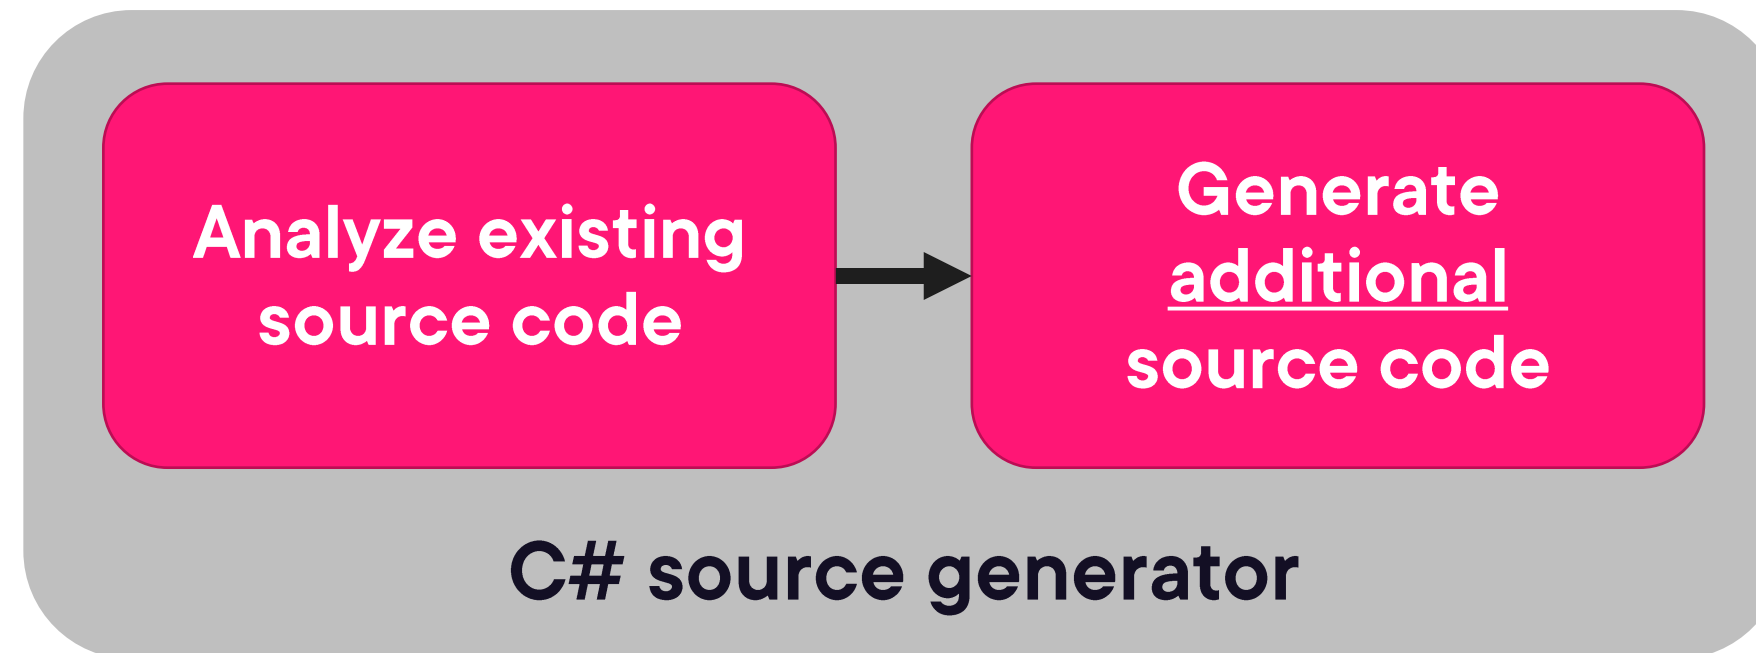 Analyze existing
source code
Generate
additional
source code
C# source generator